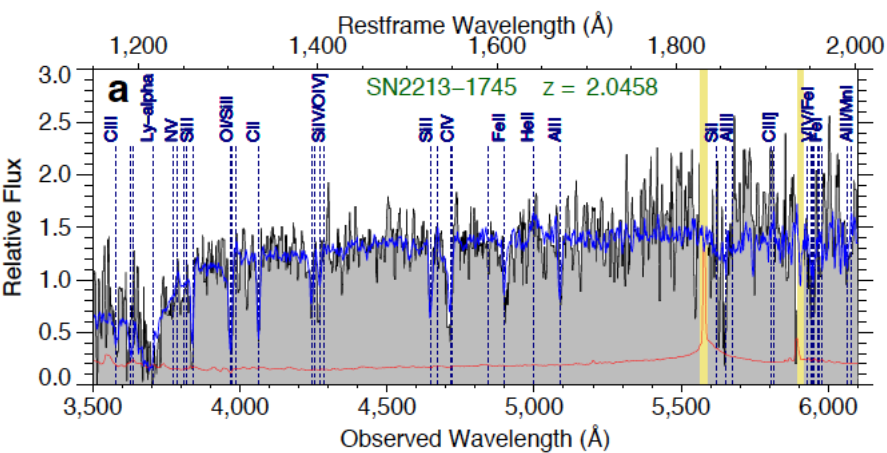 Restframe Wavelength (Å)
1,200 1,400 1,600 1,800 2,000
a SN2213−1745 z = 2.0458
CIII Ly−alpha NV SiII OI/SiII CII SiIV/OIV] SiII CIV FeII HeII AlII SiI AlIII CIII] VIV/FeI FeI AlII/MnI
Relative Flux
3.0
2.5
2.0
1.5
1.0
0.5
0.0
3,500 4,000 4,500 5,000 5,500 6,000
Observed Wavelength (Å)